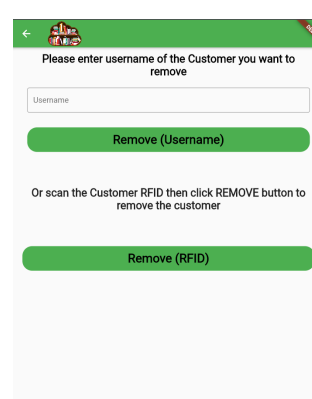 Please enter username of the Customer you want to
remove
Username
Remove (Username)
Or scan the Customer RFID then click REMOVE button to
remove the customer
Remove (RFID)